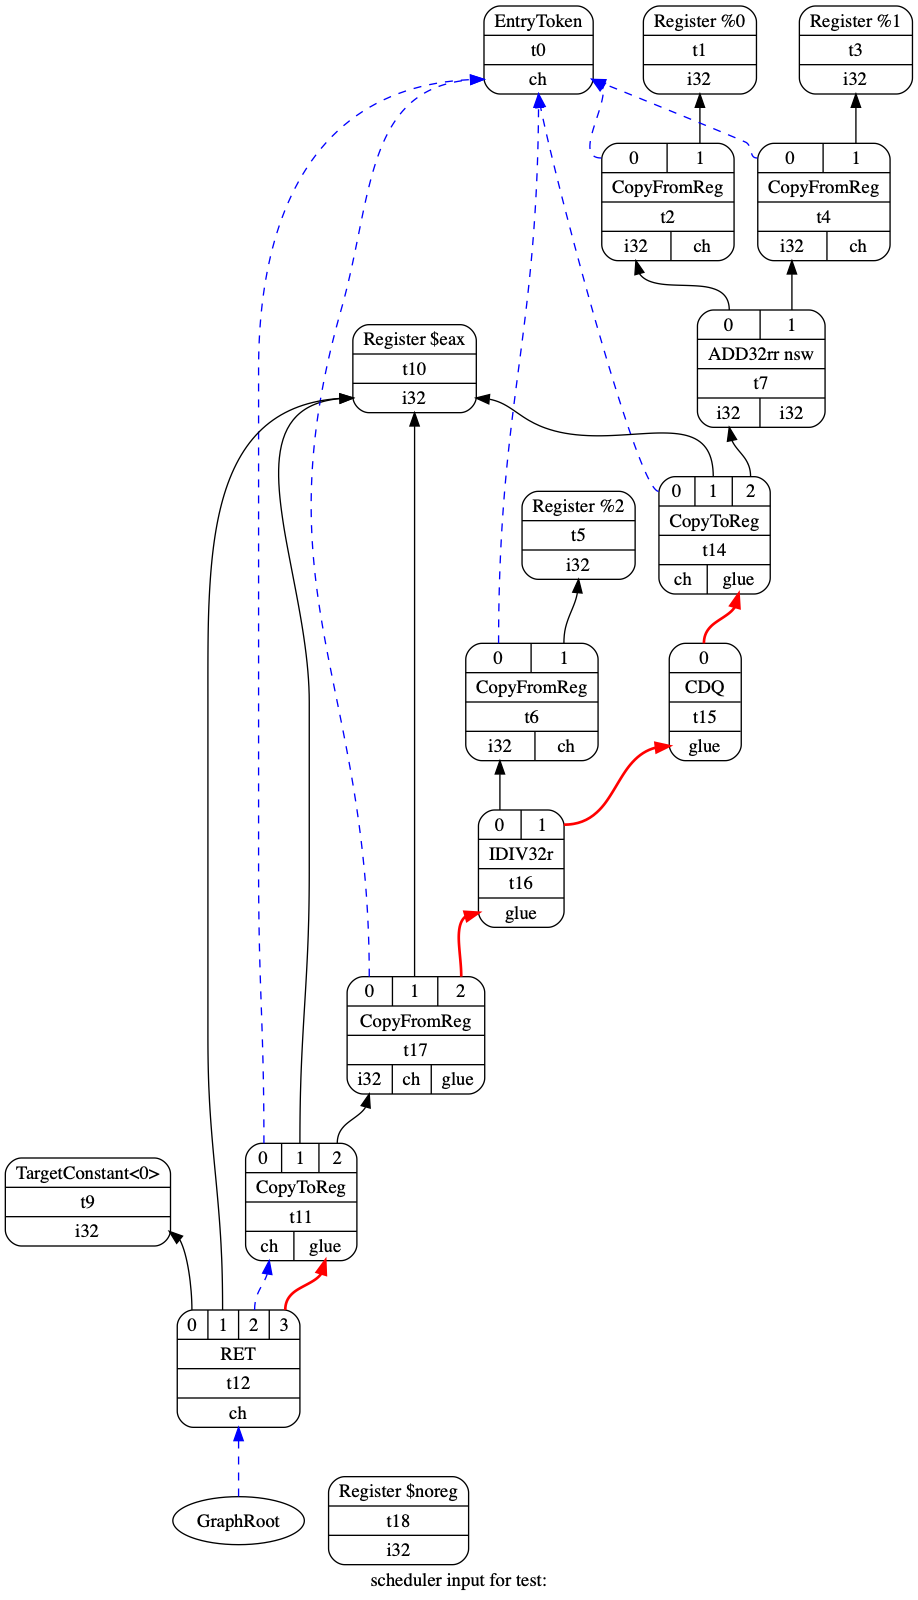 EntryToken
t0
ch
Register %0
t1
i32
Register %1
t3
i32
0 1
CopyFromReg
t2
i32 ch
0 1
CopyFromReg
t4
i32 ch
0 1
ADD32rr nsw
t7
i32 i32
Register $eax
t10
i32
0 1 2
CopyToReg
t14
ch glue
Register %2
t5
i32
0 1
CopyFromReg
t6
i32 ch
0
CDQ
t15
glue
0 1
IDIV32r
t16
glue
0 1 2
CopyFromReg
t17
i32 ch glue
0 1 2
CopyToReg
t11
ch glue
TargetConstant<0>
t9
i32
0 1 2 3
RET
t12
ch
GraphRoot
Register $noreg
t18
i32
scheduler input for test: